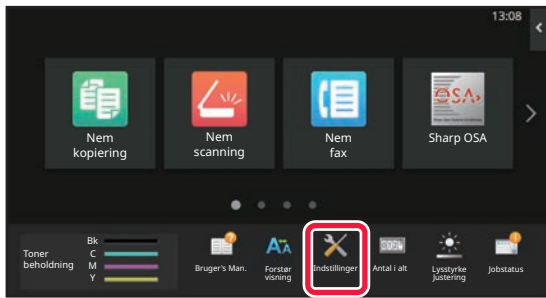 13:08
Nem
kopiering
Nem
scanning
Nem
fax
OSA
Sharp OSA
Toner
beholdning
Bk
C
M
Y
Bruger's Man.
Forstør
visning
Indstillinger
Antal i alt
Lysstyrke
Justering
Jobstatus